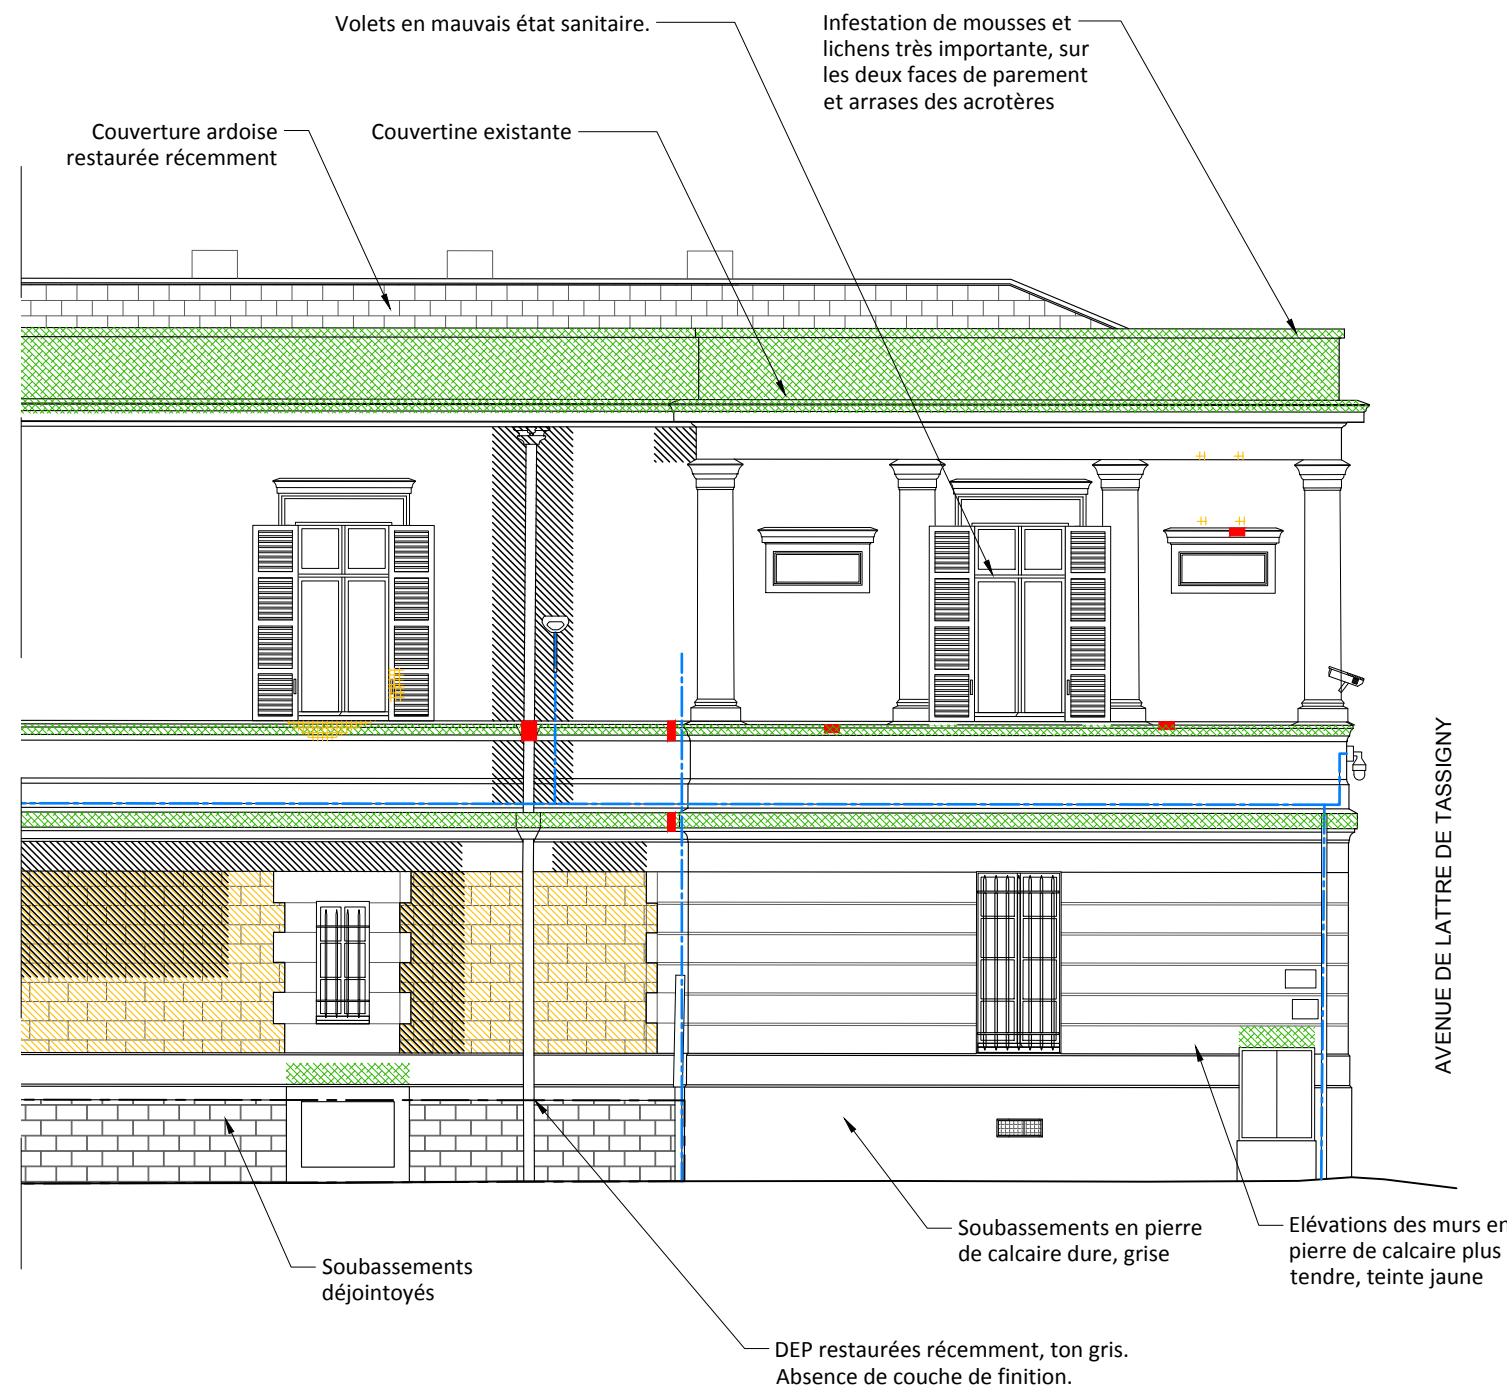 Volets en mauvais état sanitaire.
Infestation de mousses et
lichens très importante, sur
les deux faces de parement
et arrases des acrotères
Couverture ardoise
restaurée récemment
Couvertine existante
AVENUE DE LATTRE DE TASSIGNY
Soubassements en pierre
de calcaire dure, grise
Elévations des murs en
pierre de calcaire plus
tendre, teinte jaune
Soubassements
déjointoyés
DEP restaurées récemment, ton gris.
Absence de couche de finition.